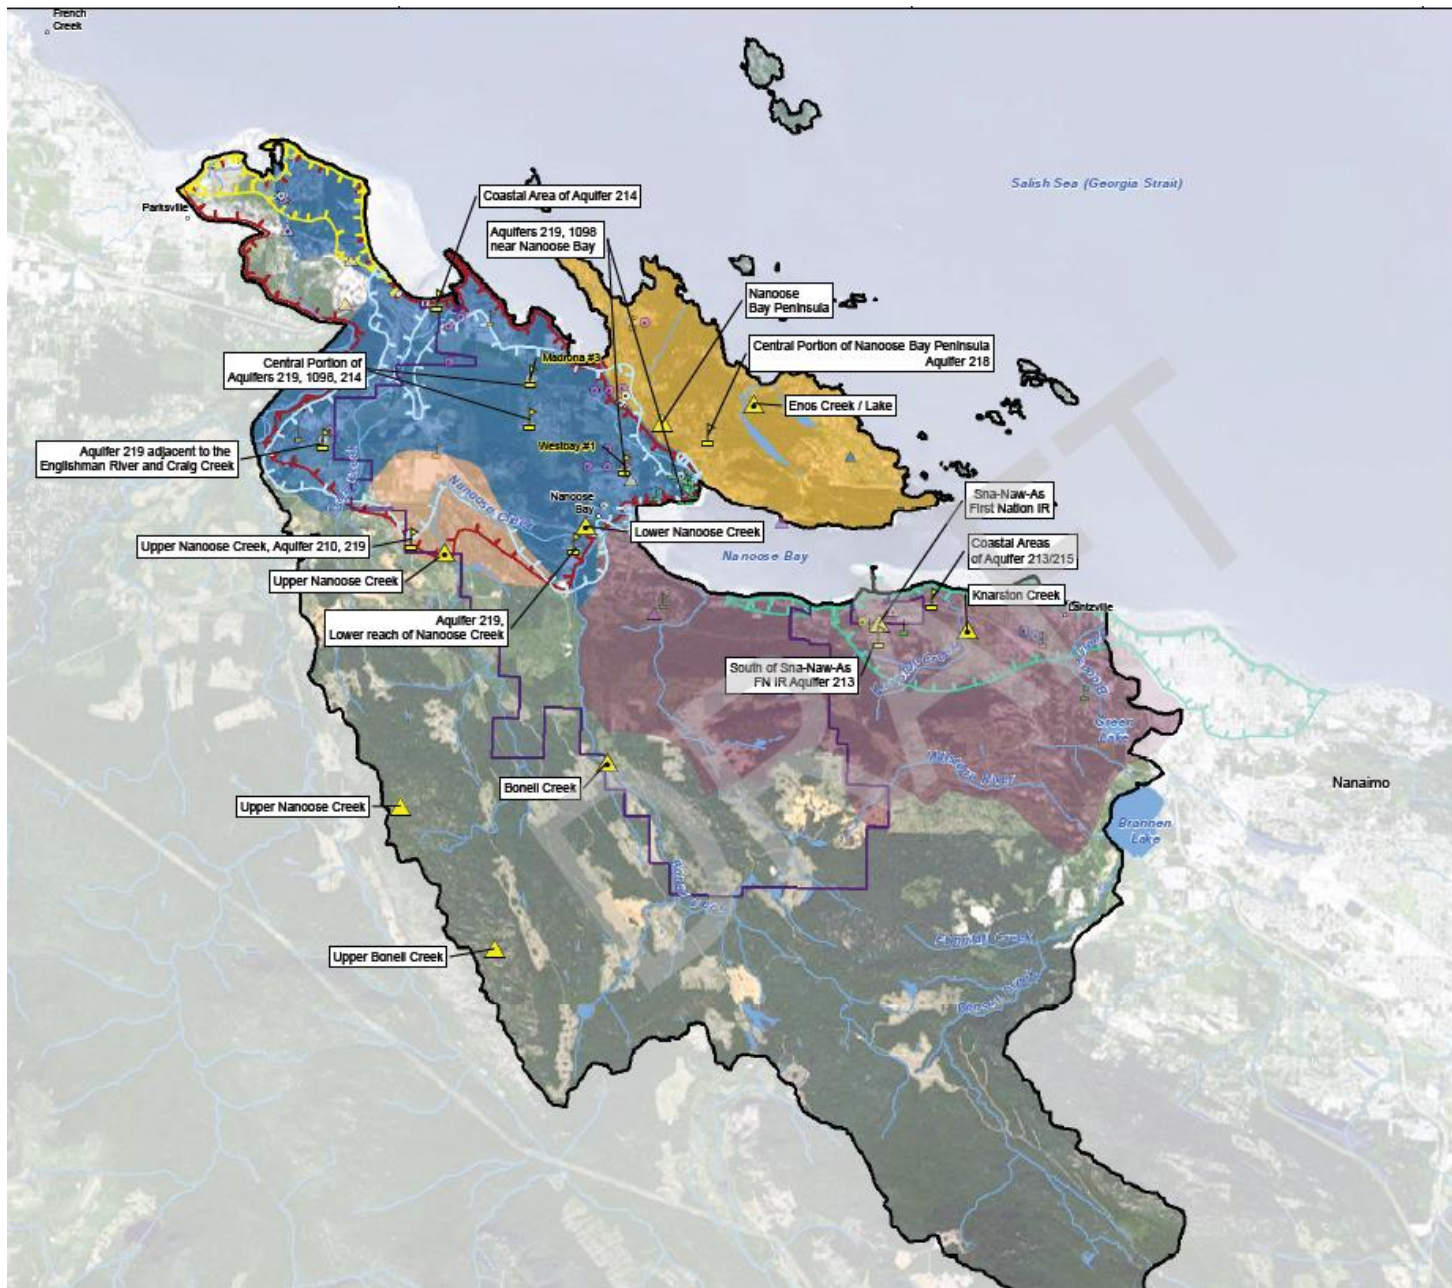 French
Creek
Salish Sea (Georgia Strait)
Coastal Area of Aquifer 214
Parksville
Aquifers 219, 1098
near Nanoose Bay
Nanoose
Bay Peninsula
Central Portion of Nanoose Bay Peninsula
Aquifer 218
Central Portion of
Aquifers 219, 1098, 214
Madrona #3
Enos Creek / Lake
Aquifer 219 adjacent to the
Englishman River and Craig Creek
Westbay #1
Nanoose Creek
Nanoose
Bay
Sna-Naw-As
First Nation IR
Lower Nanoose Creek
Upper Nanoose Creek, Aquifer 210, 219
Nanoose Bay
Coastal Areas
of Aquifer 213/215
Upper Nanoose Creek
Knarston Creek
Lantzville
Aquifer 219,
Lower reach of Nanoose Creek
South of Sna-Naw-As
FN IR Aquifer 213
Green
Lake
Bonell Creek
Nanaimo
Upper Nanoose Creek
Brannen
Lake
Upper Bonell Creek
DRAFT